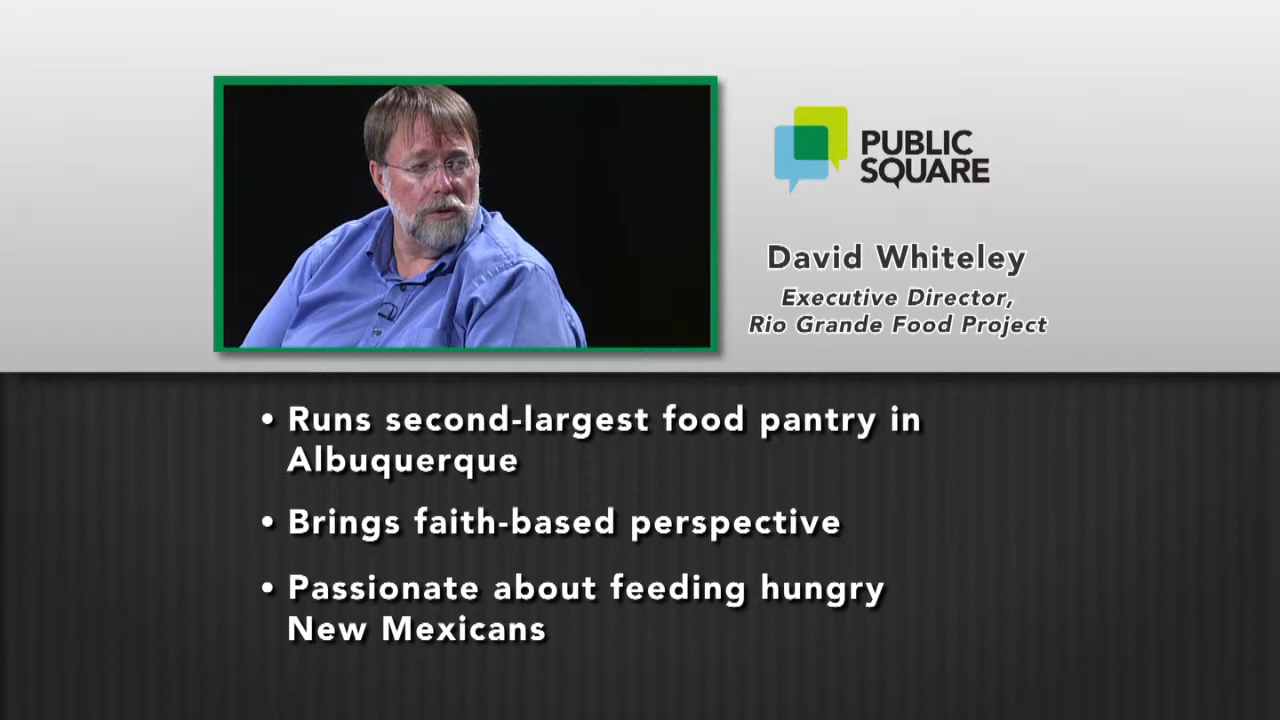 PUBLIC
SQUARE
David Whiteley
Executive Director,
Rio Grande Food Project
• Runs second-largest food pantry in
Albuquerque
• Brings faith-based perspective
• Passionate about feeding hungry
New Mexicans